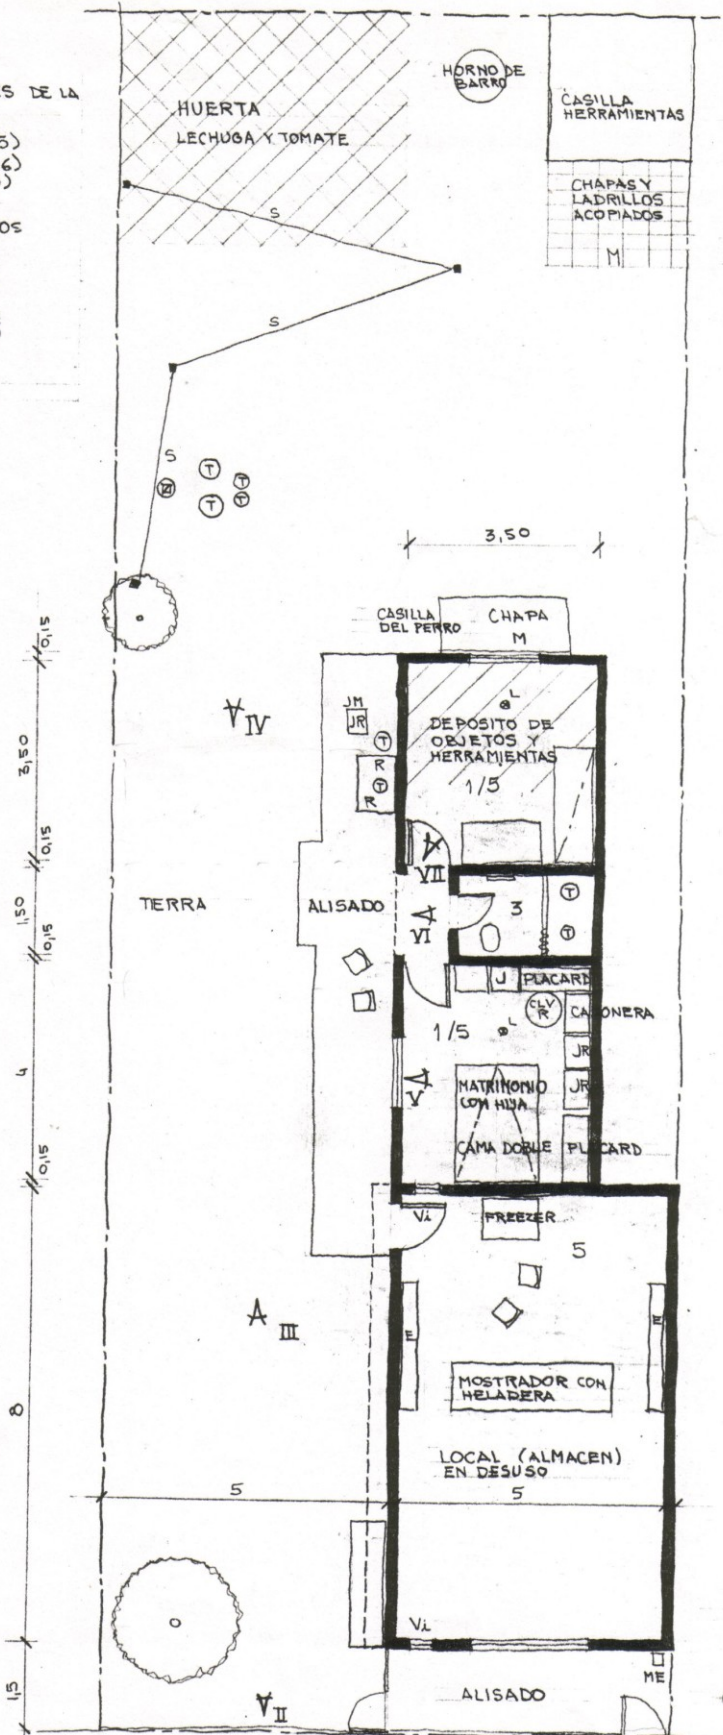 S DE LA
5)
6)
)
OS
HUERTA
LECHUGA Y TOMATE
HORNO DE
BARRO
CASILLA
HERRAMIENTAS
CHAPAS Y
LADRILLOS
ACOPIADOS
M
S
S
S
T
T
T
T
3,50
CASILLA
DEL PERRO
CHAPA
M
0,15
IV
JM
JR
T
R
T
R
L
DEPOSITO DE
OBJETOS Y
HERRAMIENTAS
1/5
3,50
0,15
VII
TIERRA
ALISADO
VI
3
T
T
1,50
0,15
J
PLACARD
CLV
R
CAJONERA
1/5
L
JR
JR
V
MATRIMONIO
CON HIJA
CAMA DOBLE
PLACARD
4
0,15
Vi
FREEZER
5
III
E
E
MOSTRADOR CON
HELADERA
8
LOCAL (ALMACEN)
EN DESUSO
5
5
Vi
ME
1,5
II
ALISADO